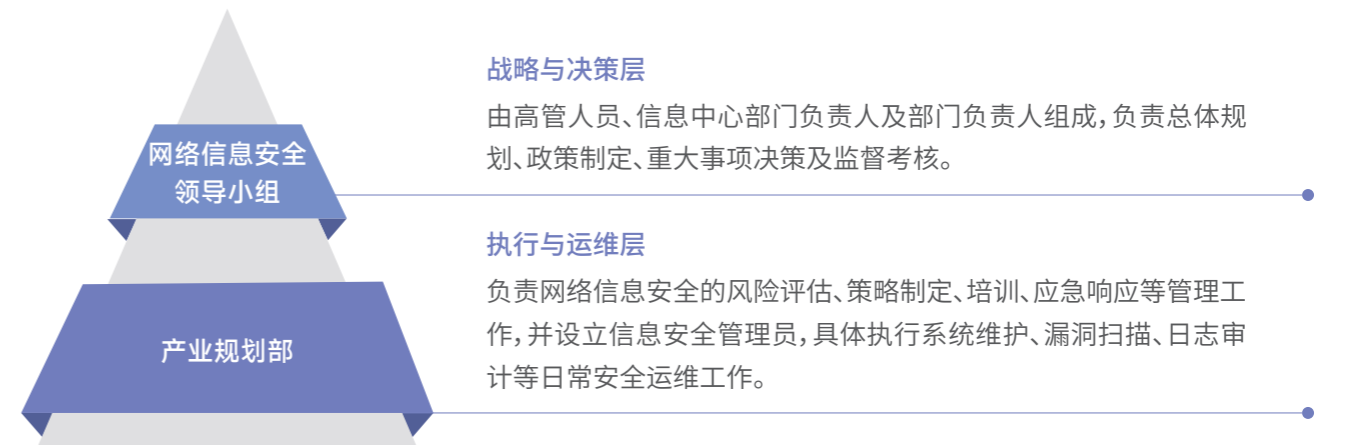 网络信息安全
领导小组
战略与决策层
由高管人员、信息中心部门负责人及部门负责人组成，负责总体规
划、政策制定、重大事项决策及监督考核。
产业规划部
执行与运维层
负责网络信息安全的风险评估、策略制定、培训、应急响应等管理工
作，并设立信息安全管理员，具体执行系统维护、漏洞扫描、日志审
计等日常安全运维工作。